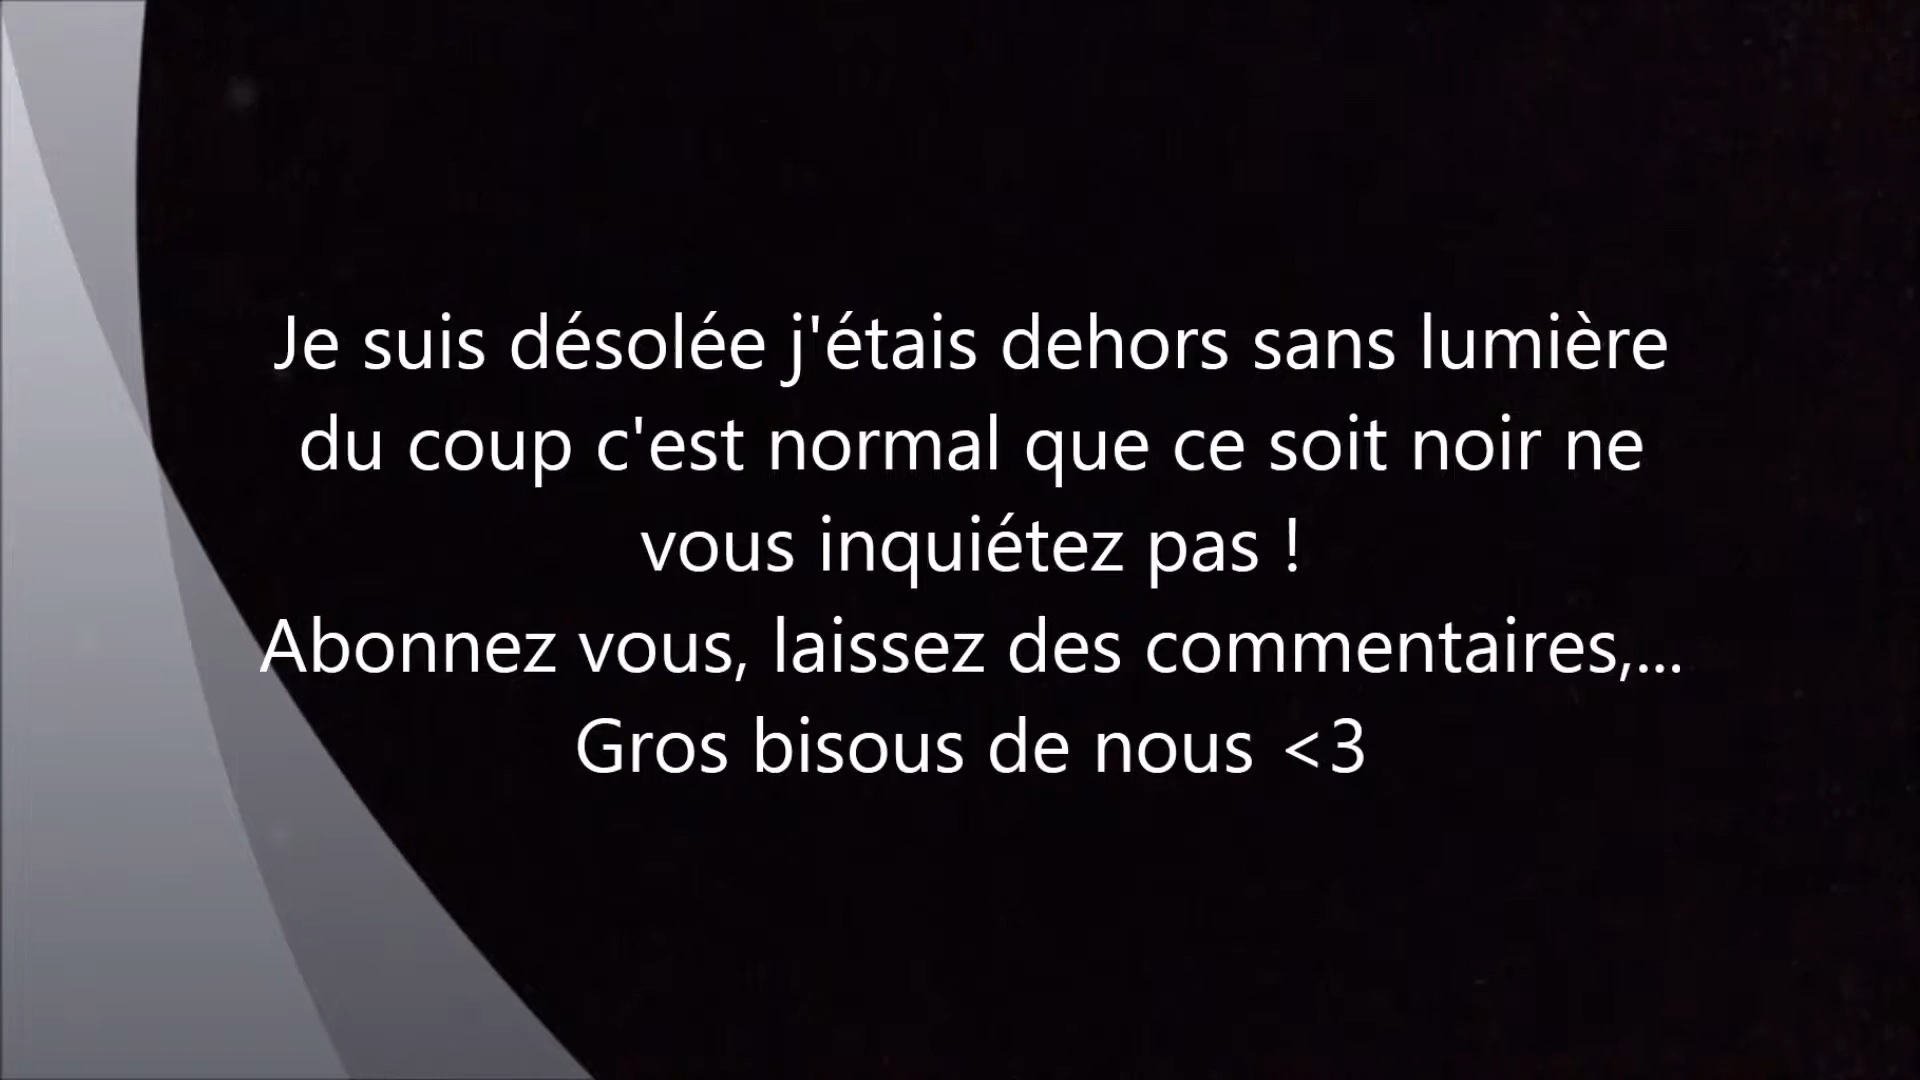 Je suis désolée j'étais dehors sans lumière
du coup c'est normal que ce soit noir ne
vous inquiétez pas !
Abonnez vous, laissez des commentaires,...
Gros bisous de nous <3